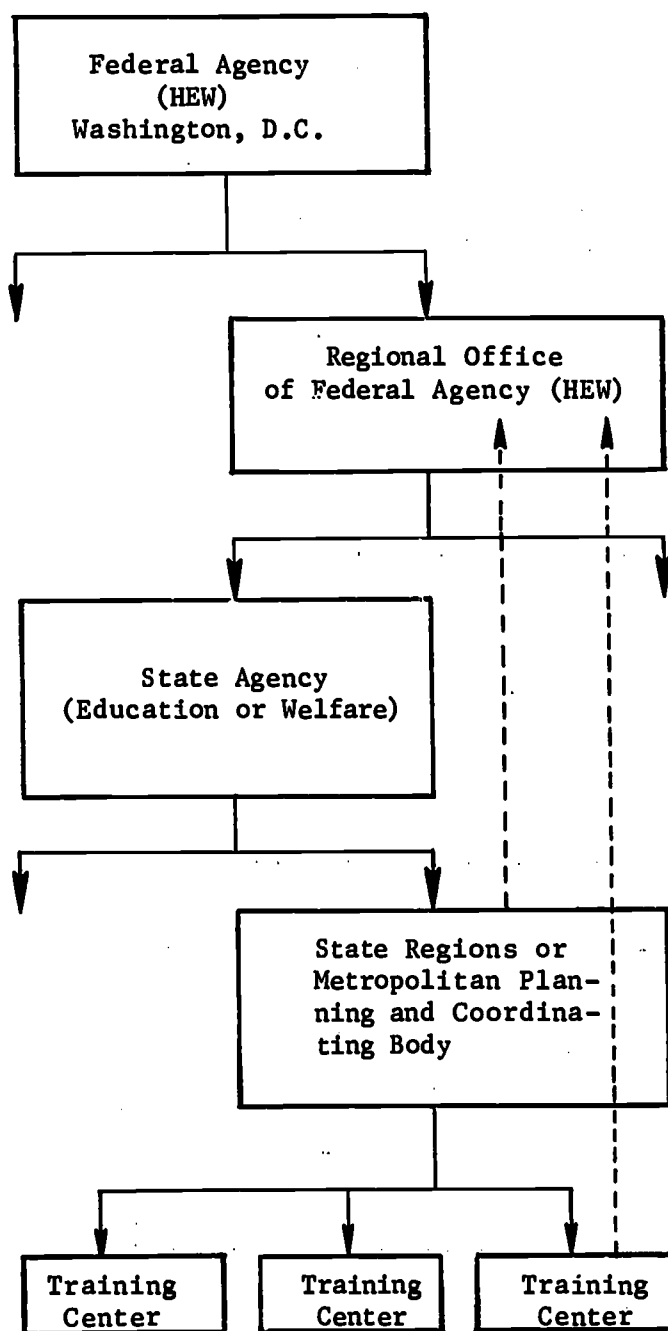 Federal Agency
(HEW)
Washington, D.C.
Regional Office
of Federal Agency (HEW)
State Agency
(Education or Welfare)
State Regions or
Metropolitan Plan-
ning and Coordina-
ting Body
Training
Center
Training
Center
Training
Center